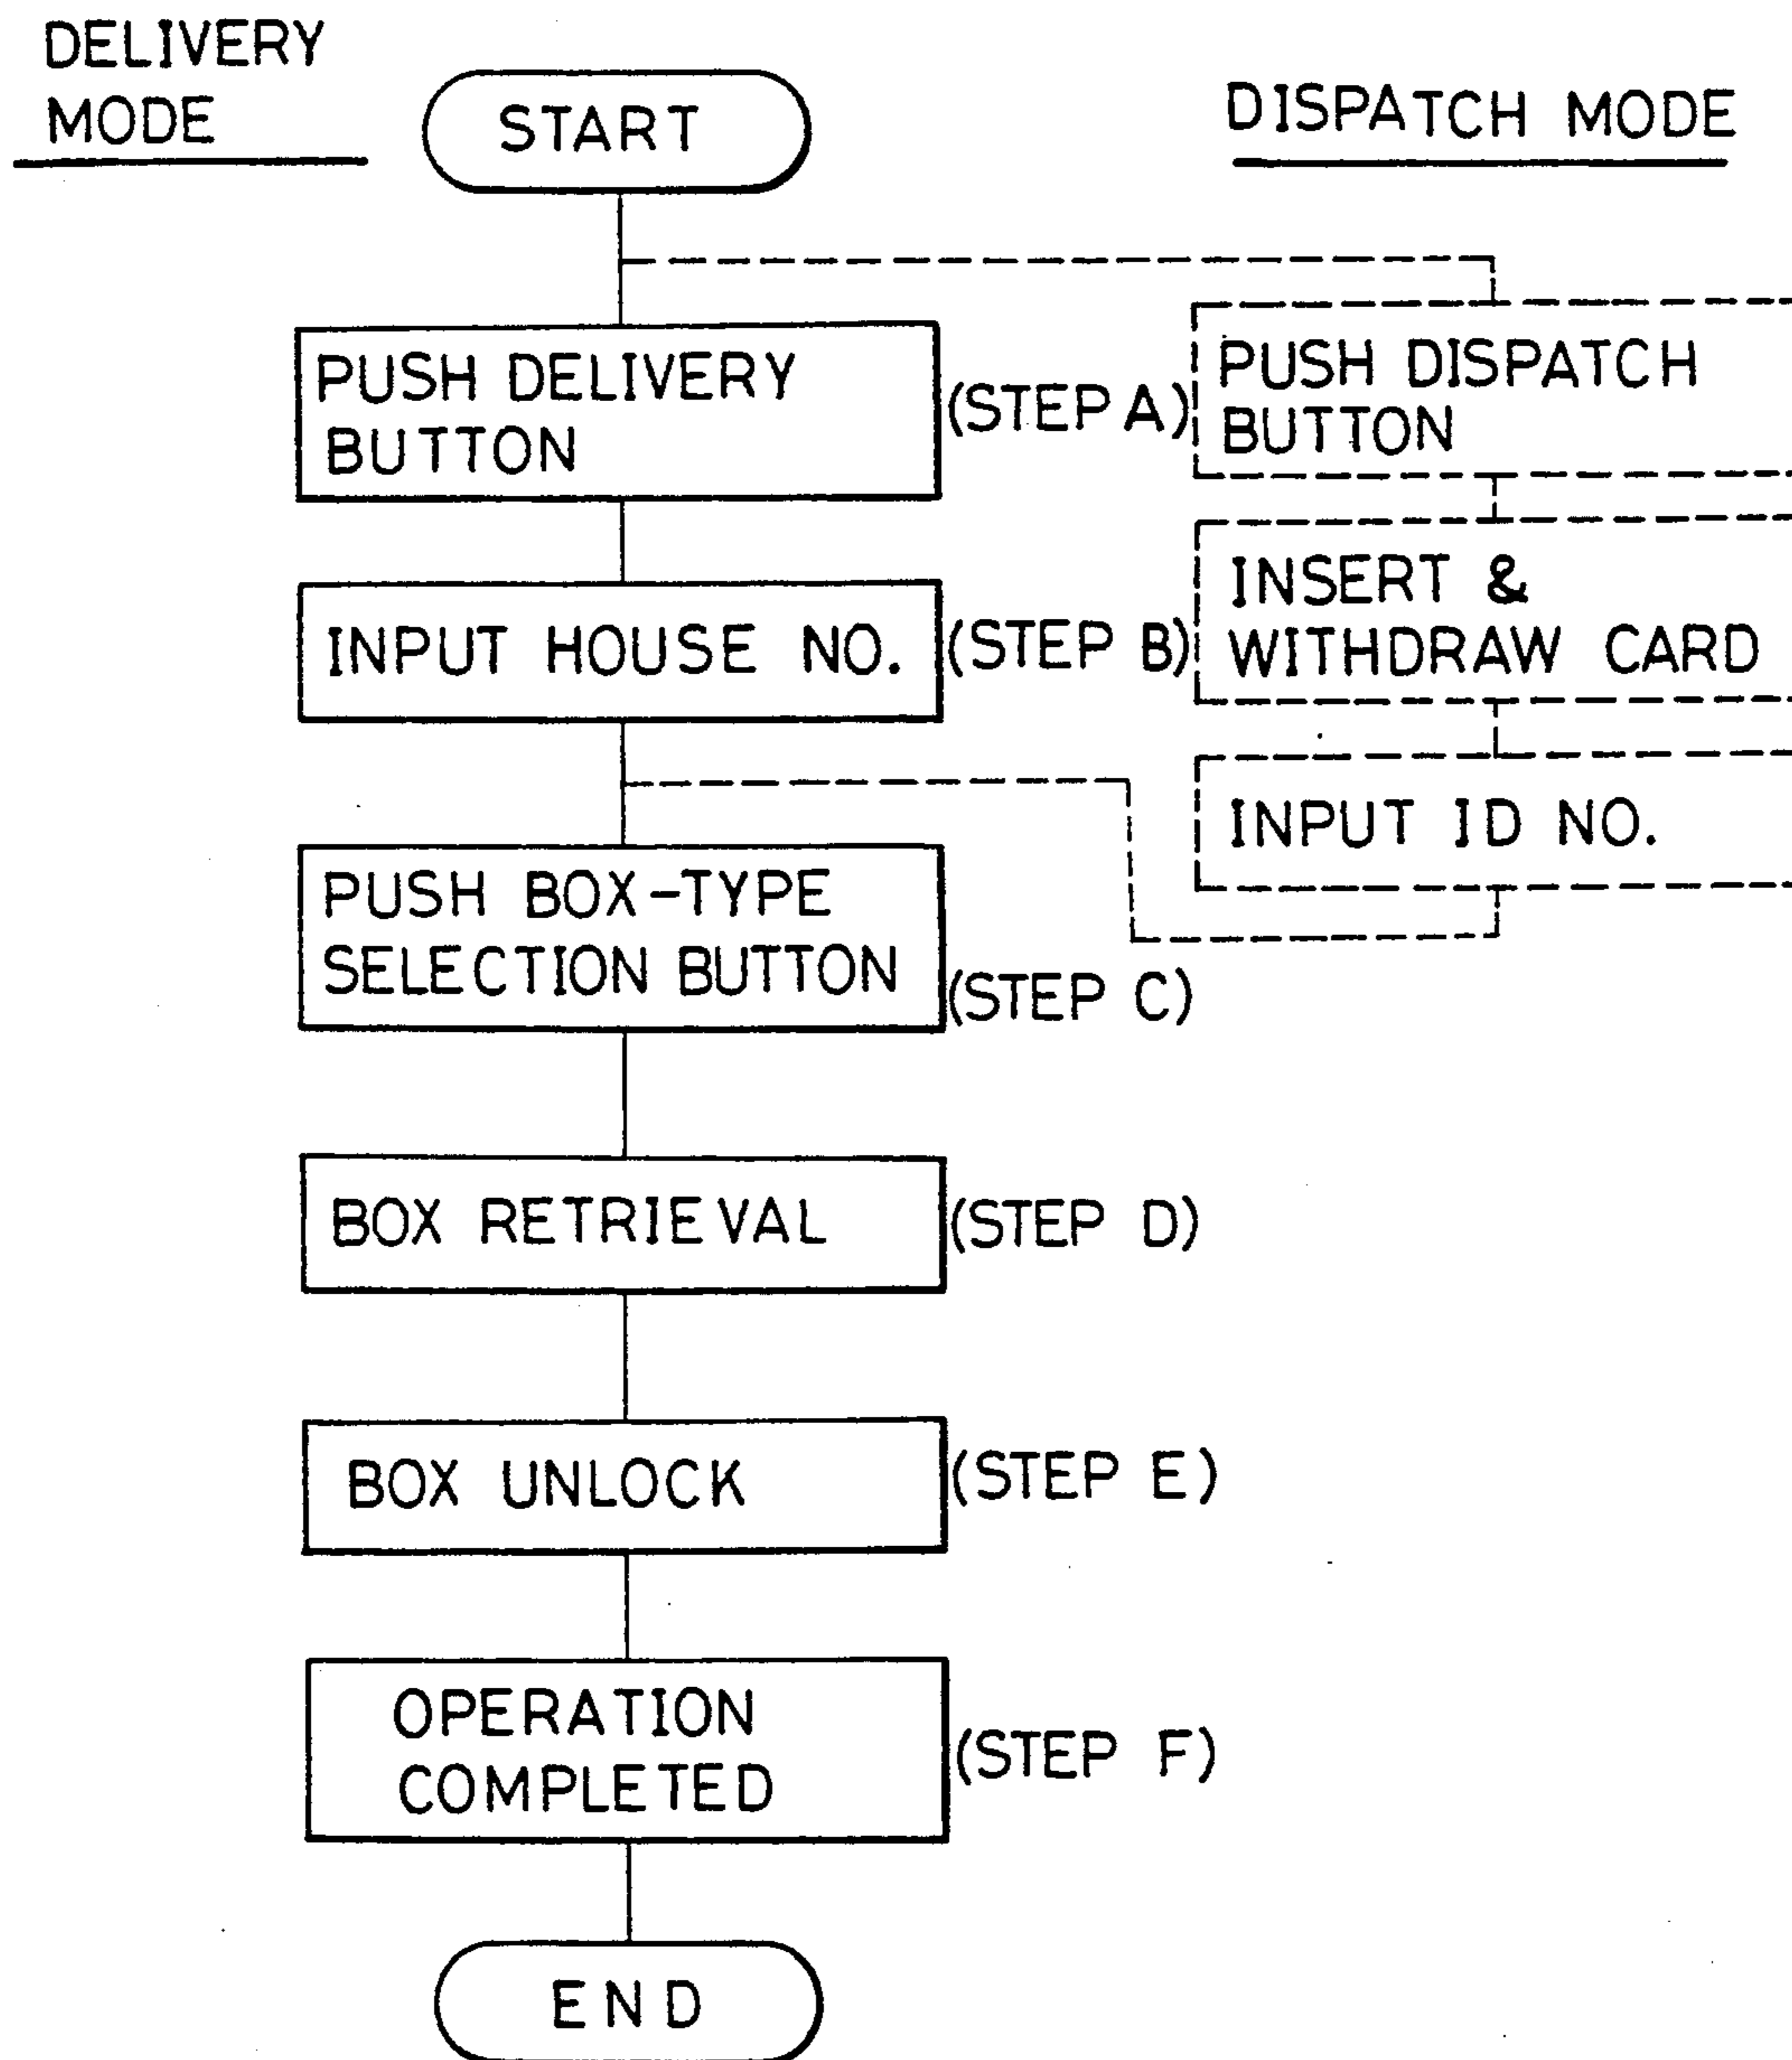 DELIVERY
MODE
START
DISPATCH MODE
PUSH DELIVERY
BUTTON
(STEP A)
PUSH DISPATCH
BUTTON
INPUT HOUSE NO.
(STEP B)
INSERT &
WITHDRAW CARD
INPUT ID NO.
PUSH BOX-TYPE
SELECTION BUTTON
(STEP C)
BOX RETRIEVAL
(STEP D)
BOX UNLOCK
(STEP E)
OPERATION
COMPLETED
(STEP F)
END